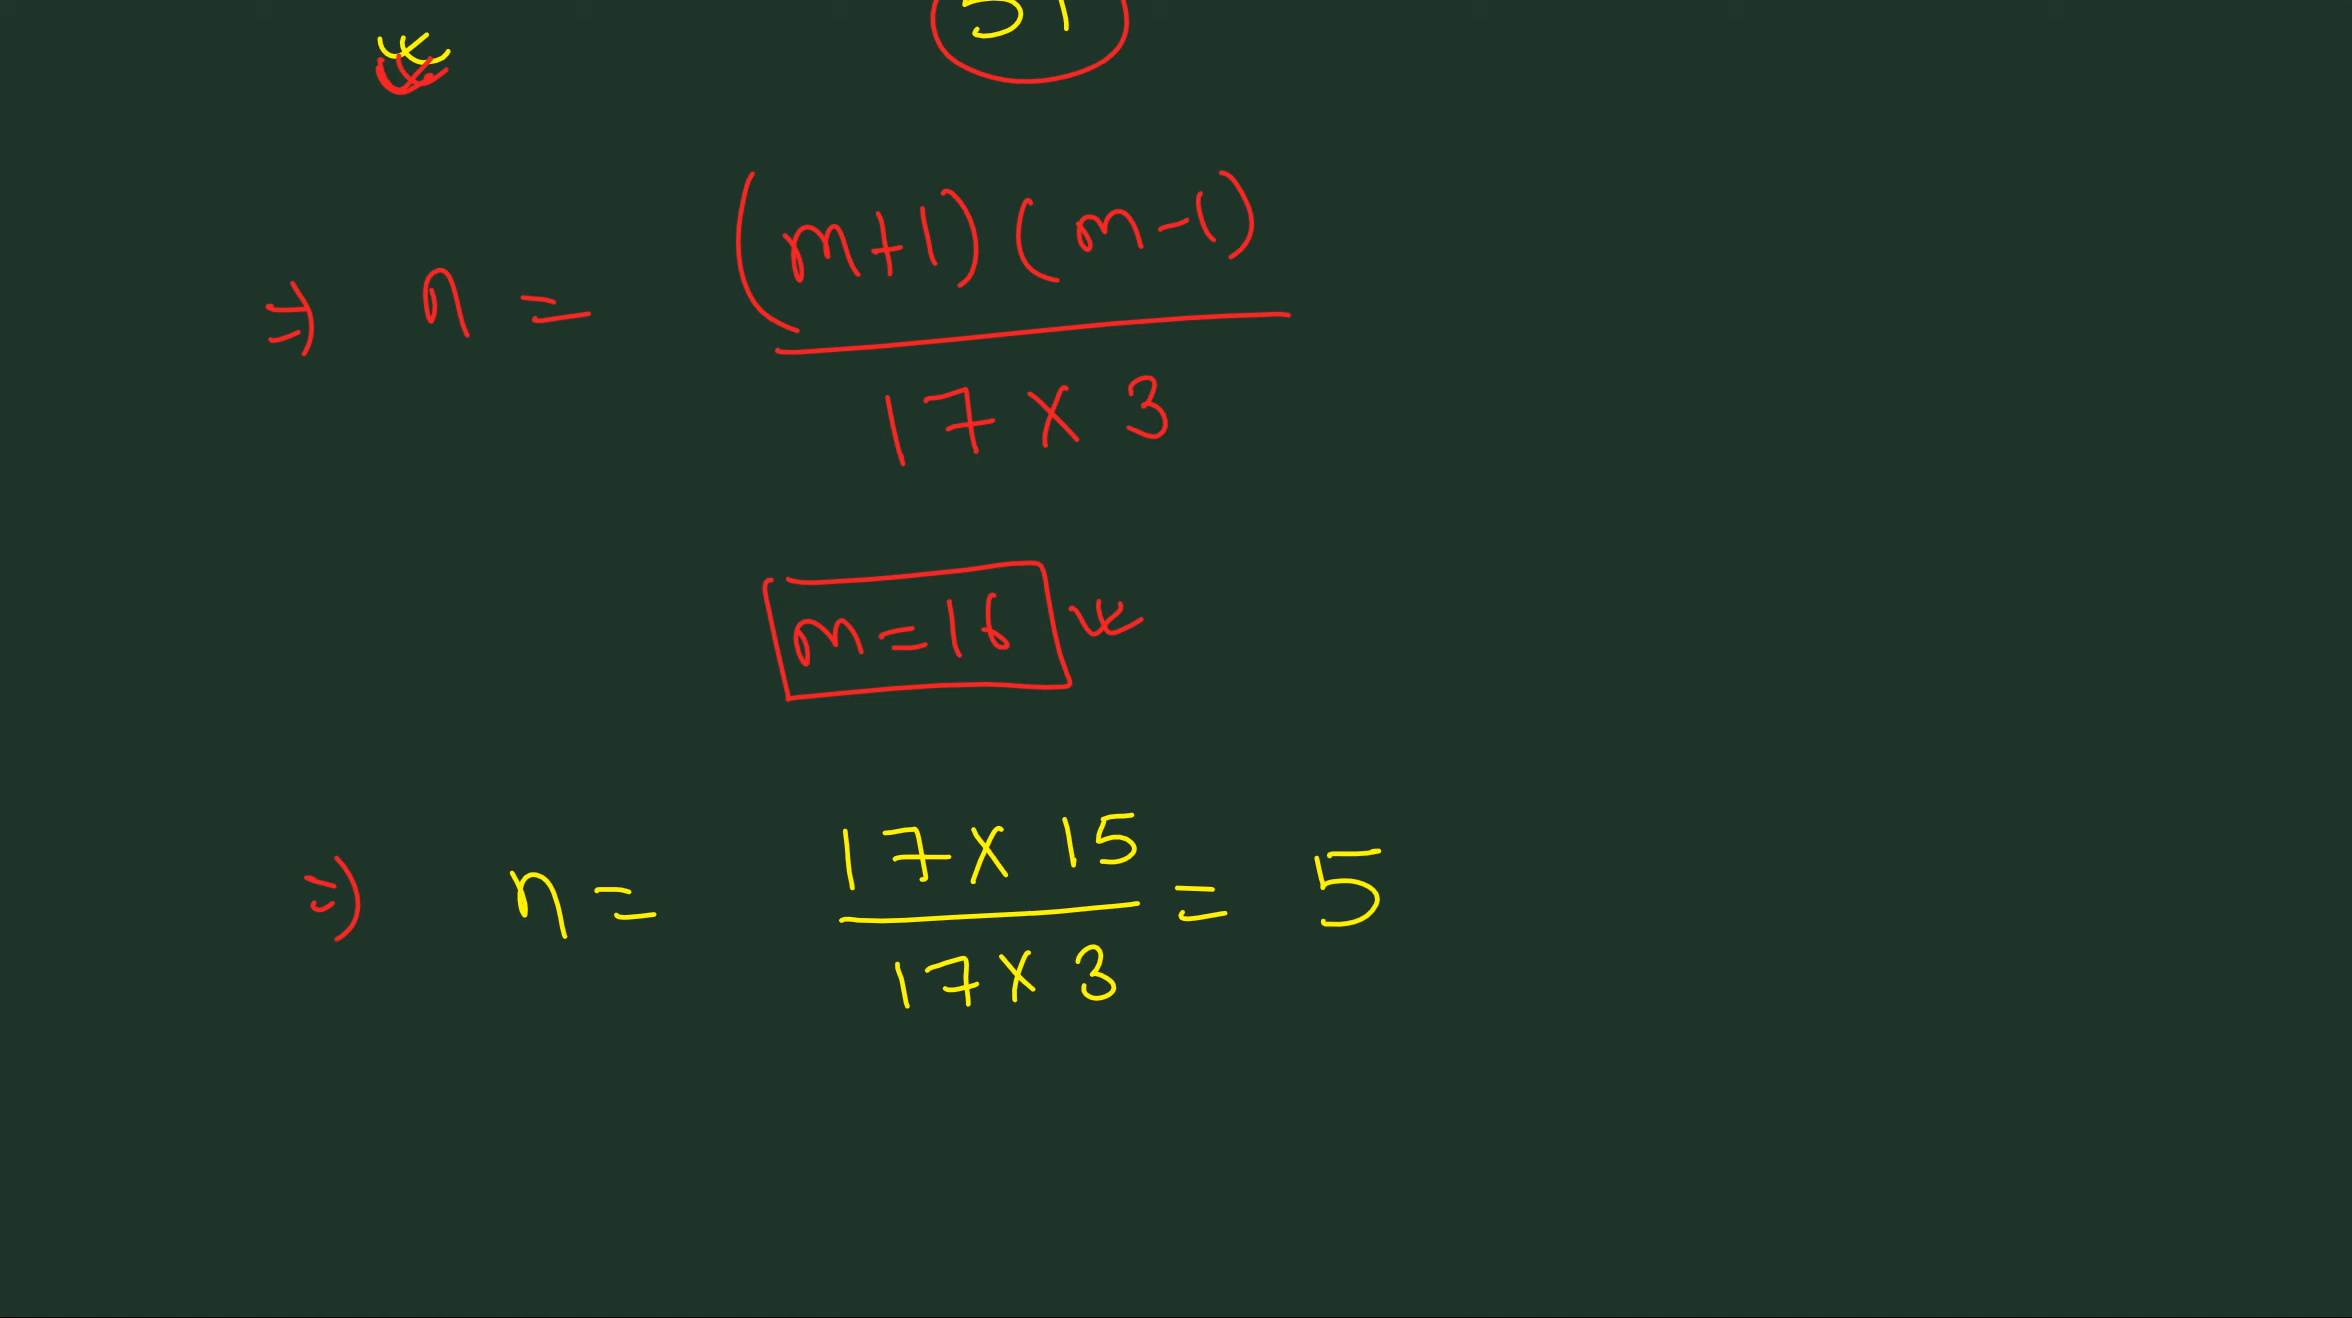 ⇒ n = (m+1)(m-1) / 17 × 3
m = 16
⇒ n = 17 × 15 / 17 × 3 = 5